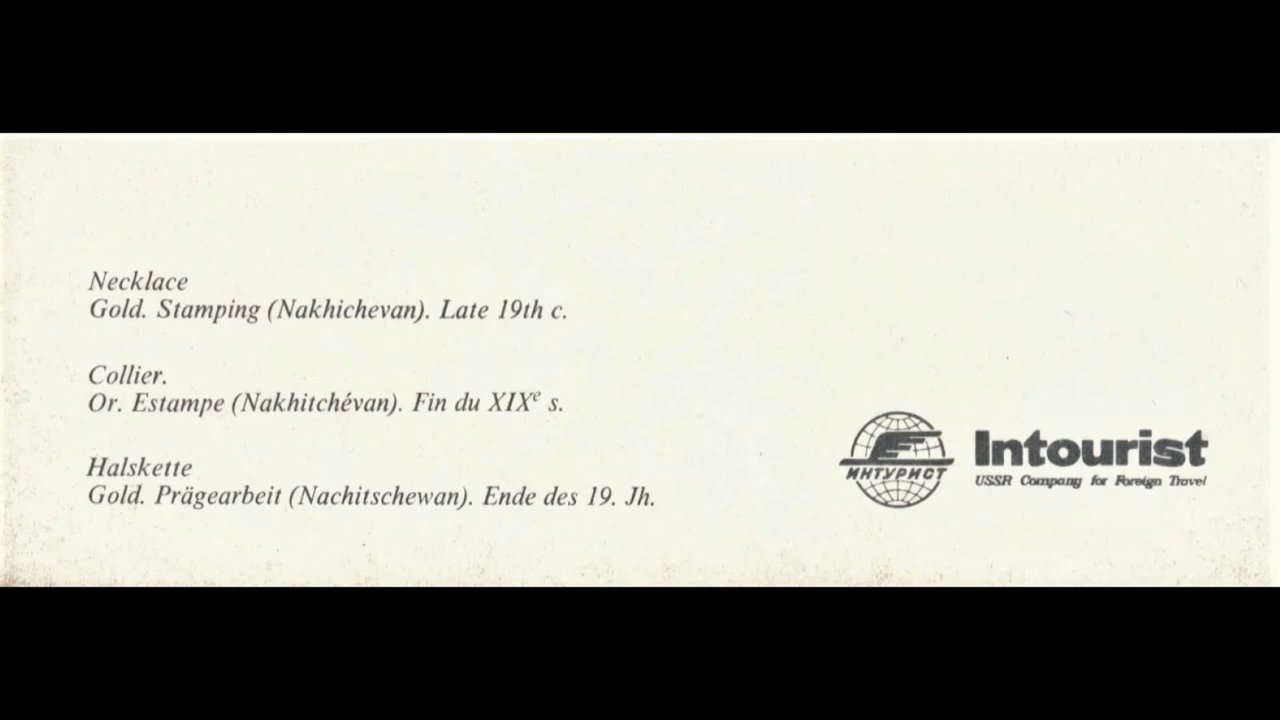 Necklace
Gold. Stamping (Nakhichevan). Late 19th c.
Collier.
Or. Estampe (Nakhitchévan). Fin du XIXᵉ s.
Halskette
Gold. Prägearbeit (Nachitschewan). Ende des 19. Jh.
ИНТУРИСТ
Intourist
USSR Company for Foreign Travel